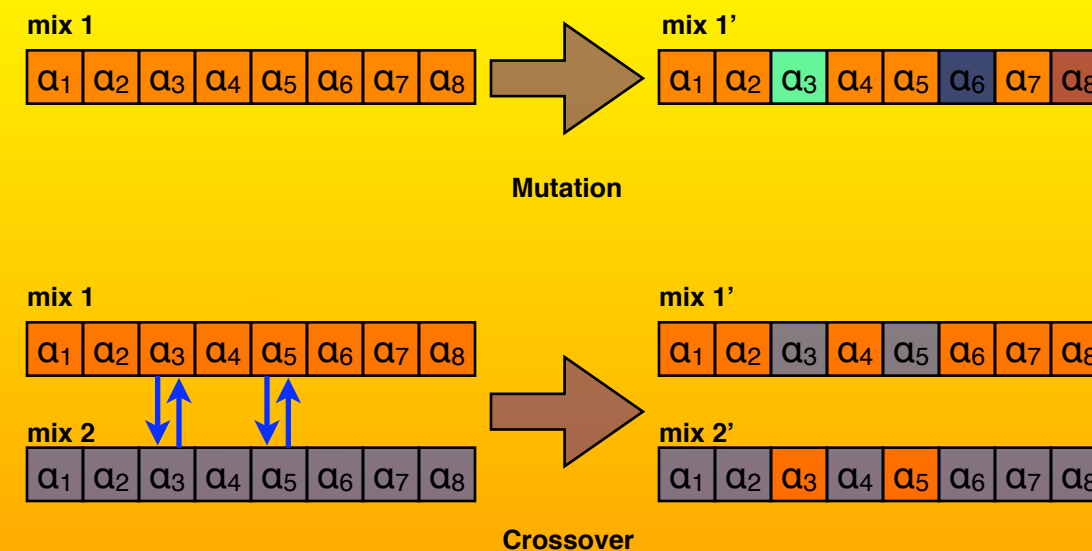 mix 1 mix 1’
α1 α2 α3 α4 α5 α6 α7 α8 α1 α2 α3 α4 α5 α6 α7 α8
Mutation
mix 1 mix 1’
α1 α2 α3 α4 α5 α6 α7 α8 α1 α2 α3 α4 α5 α6 α7 α8
mix 2 mix 2’
α1 α2 α3 α4 α5 α6 α7 α8 α1 α2 α3 α4 α5 α6 α7 α8
Crossover